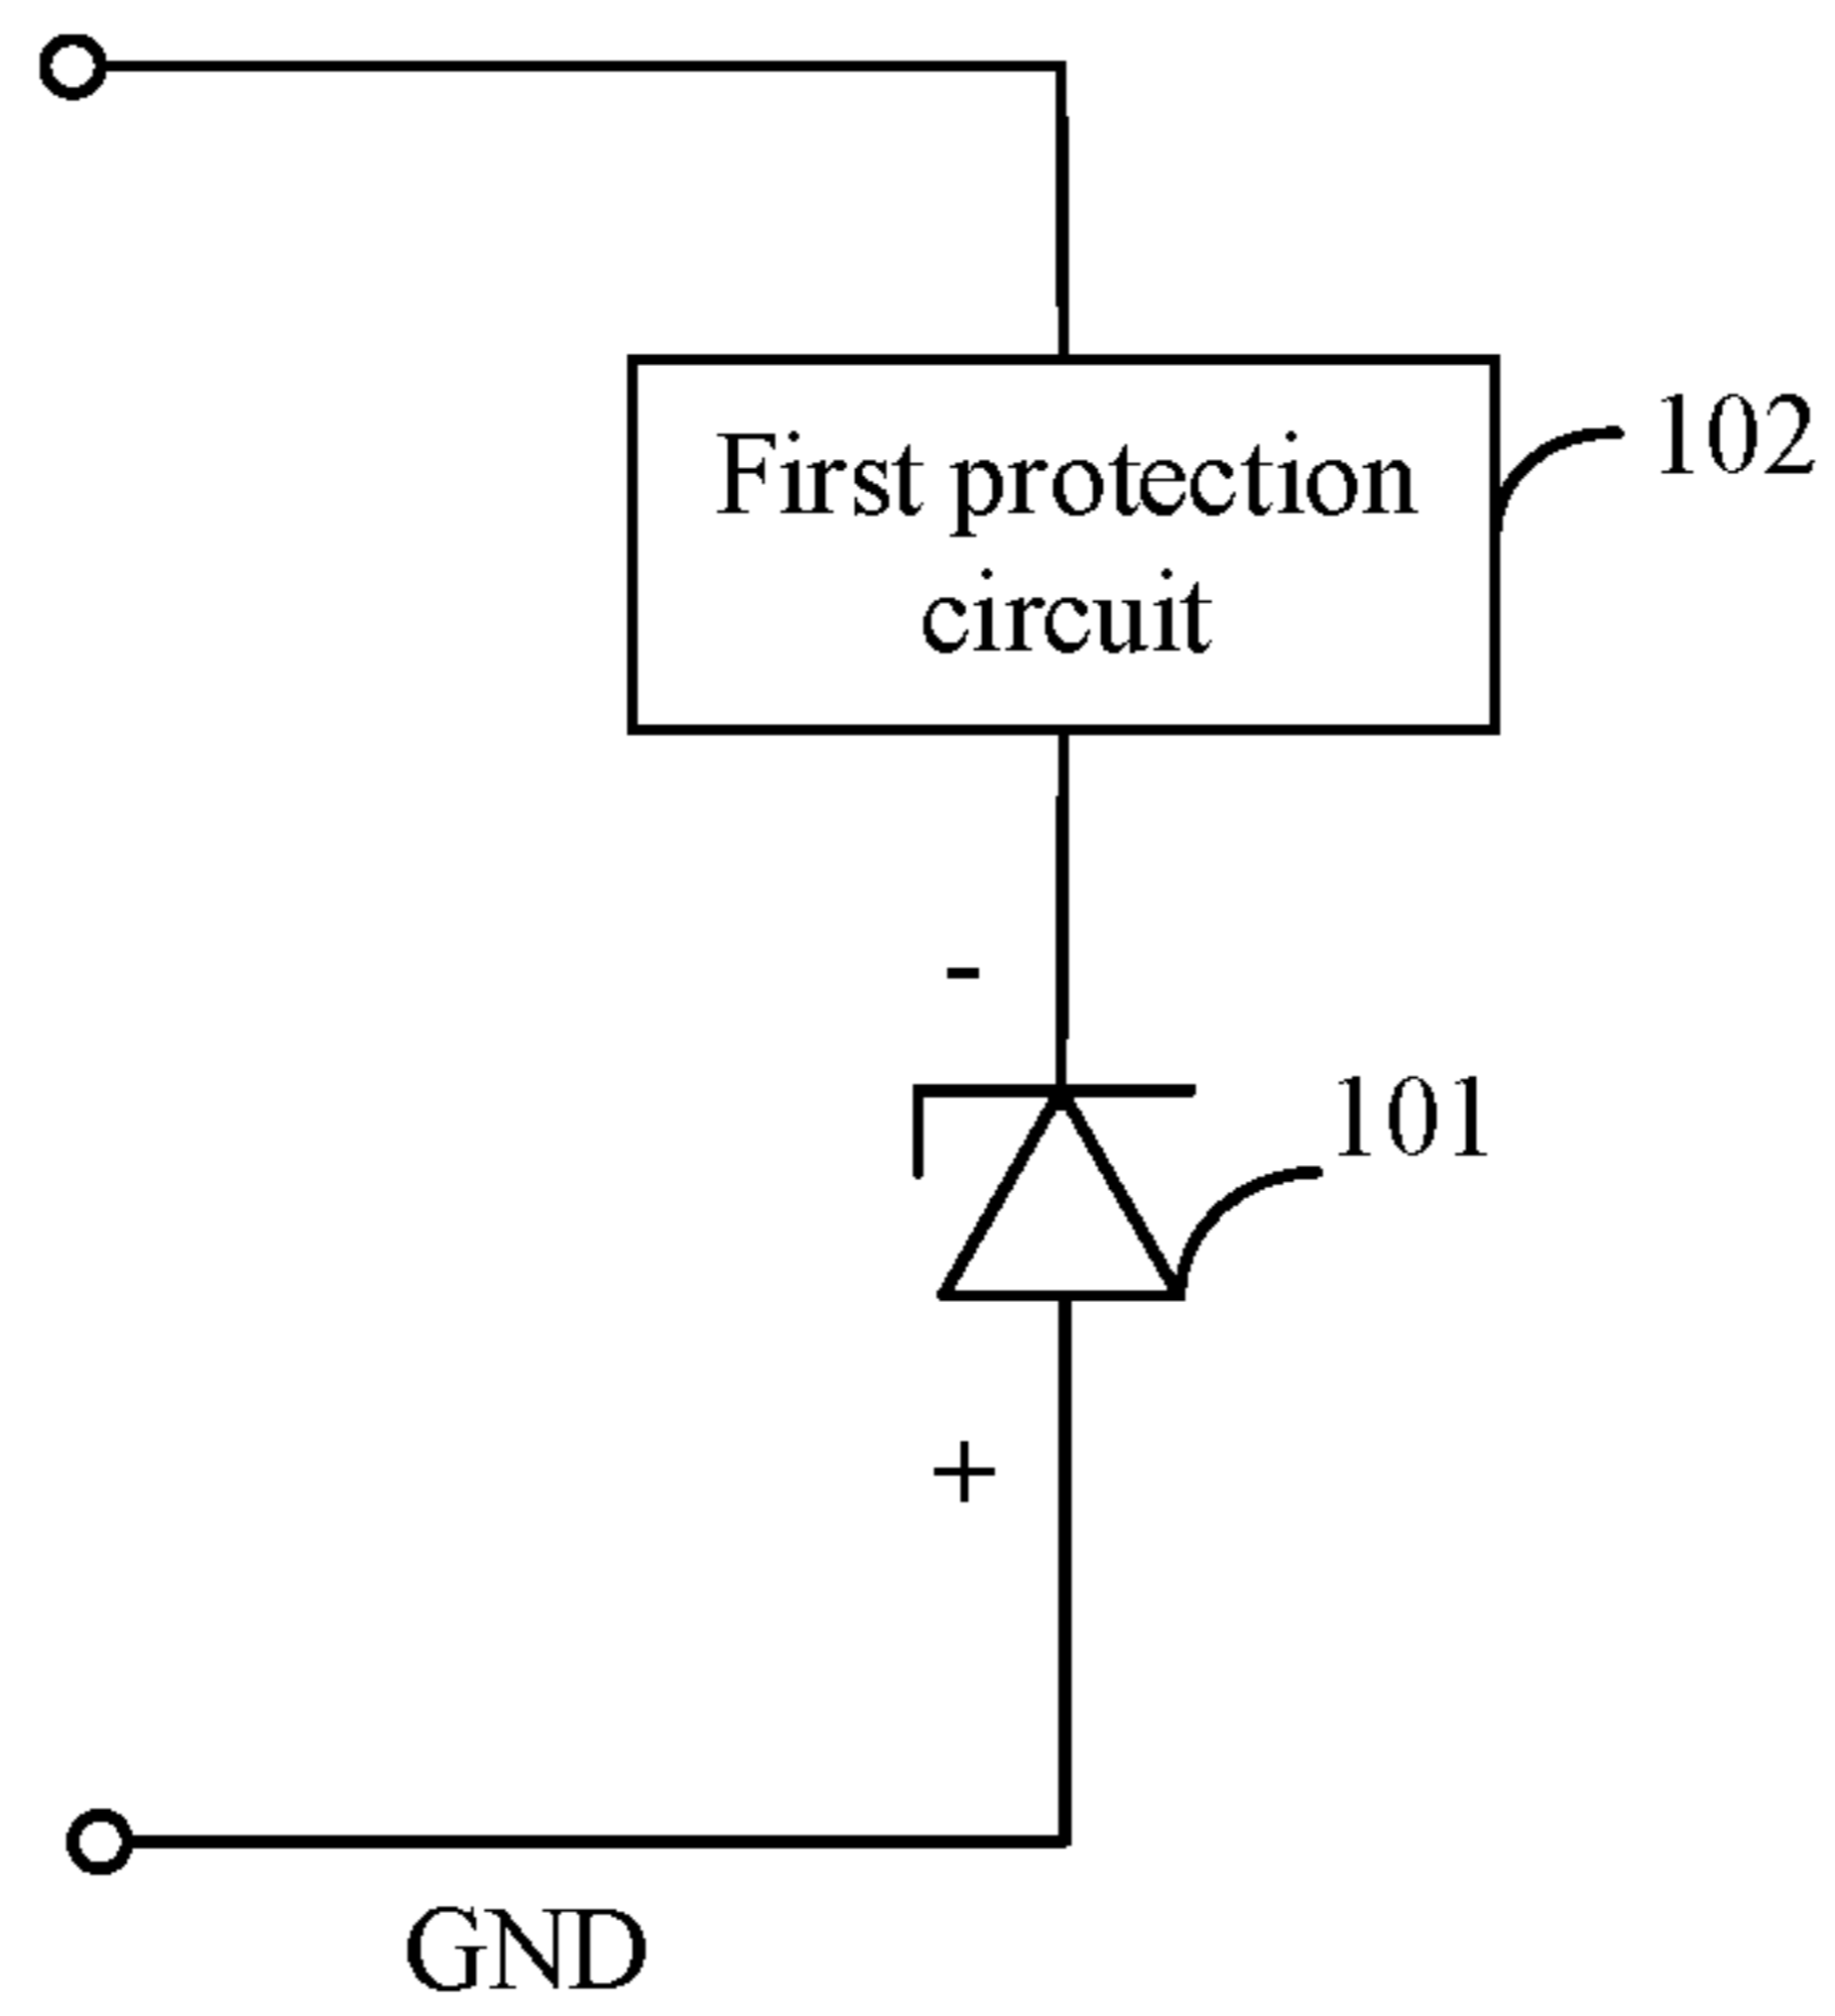 First protection
circuit
102
-
101
+
GND